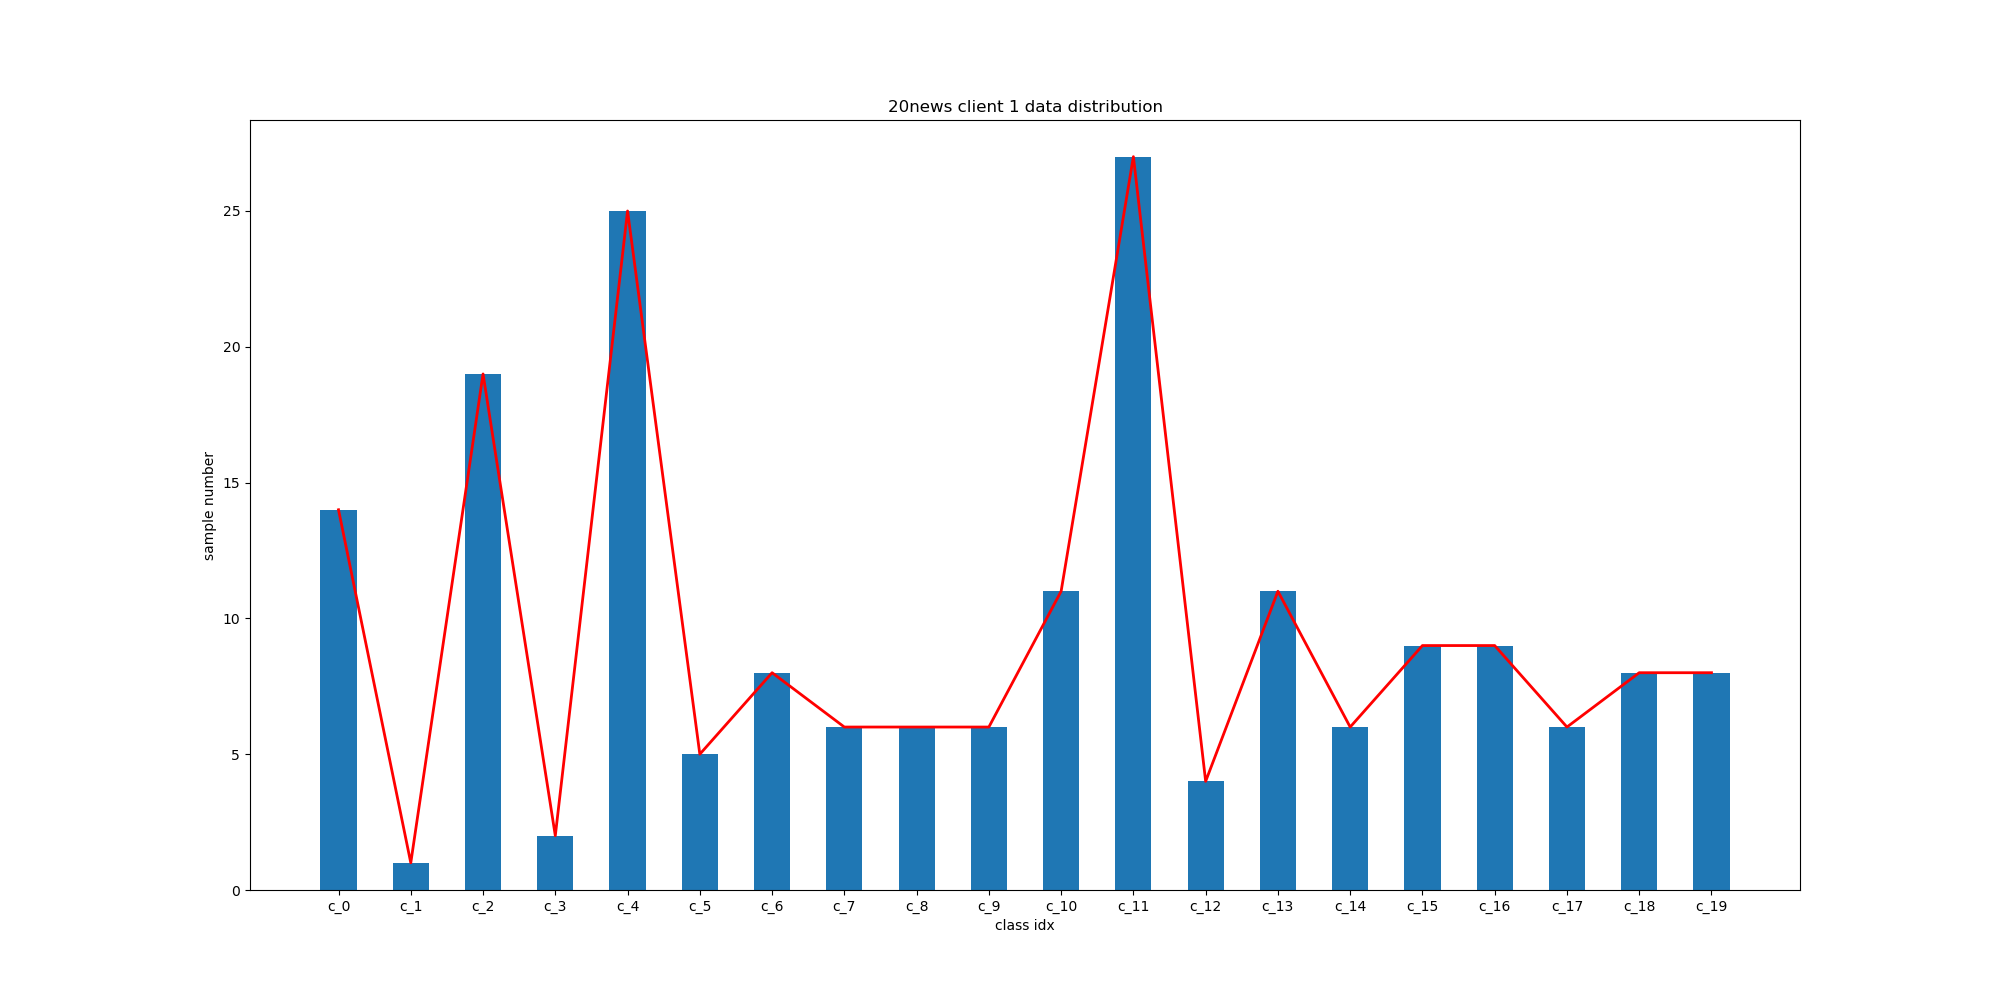 20news client 1 data distribution
25
20
15
10
5
0
sample number
c_0 c_1 c_2 c_3 c_4 c_5 c_6 c_7 c_8 c_9 c_10 c_11 c_12 c_13 c_14 c_15 c_16 c_17 c_18 c_19
class idx